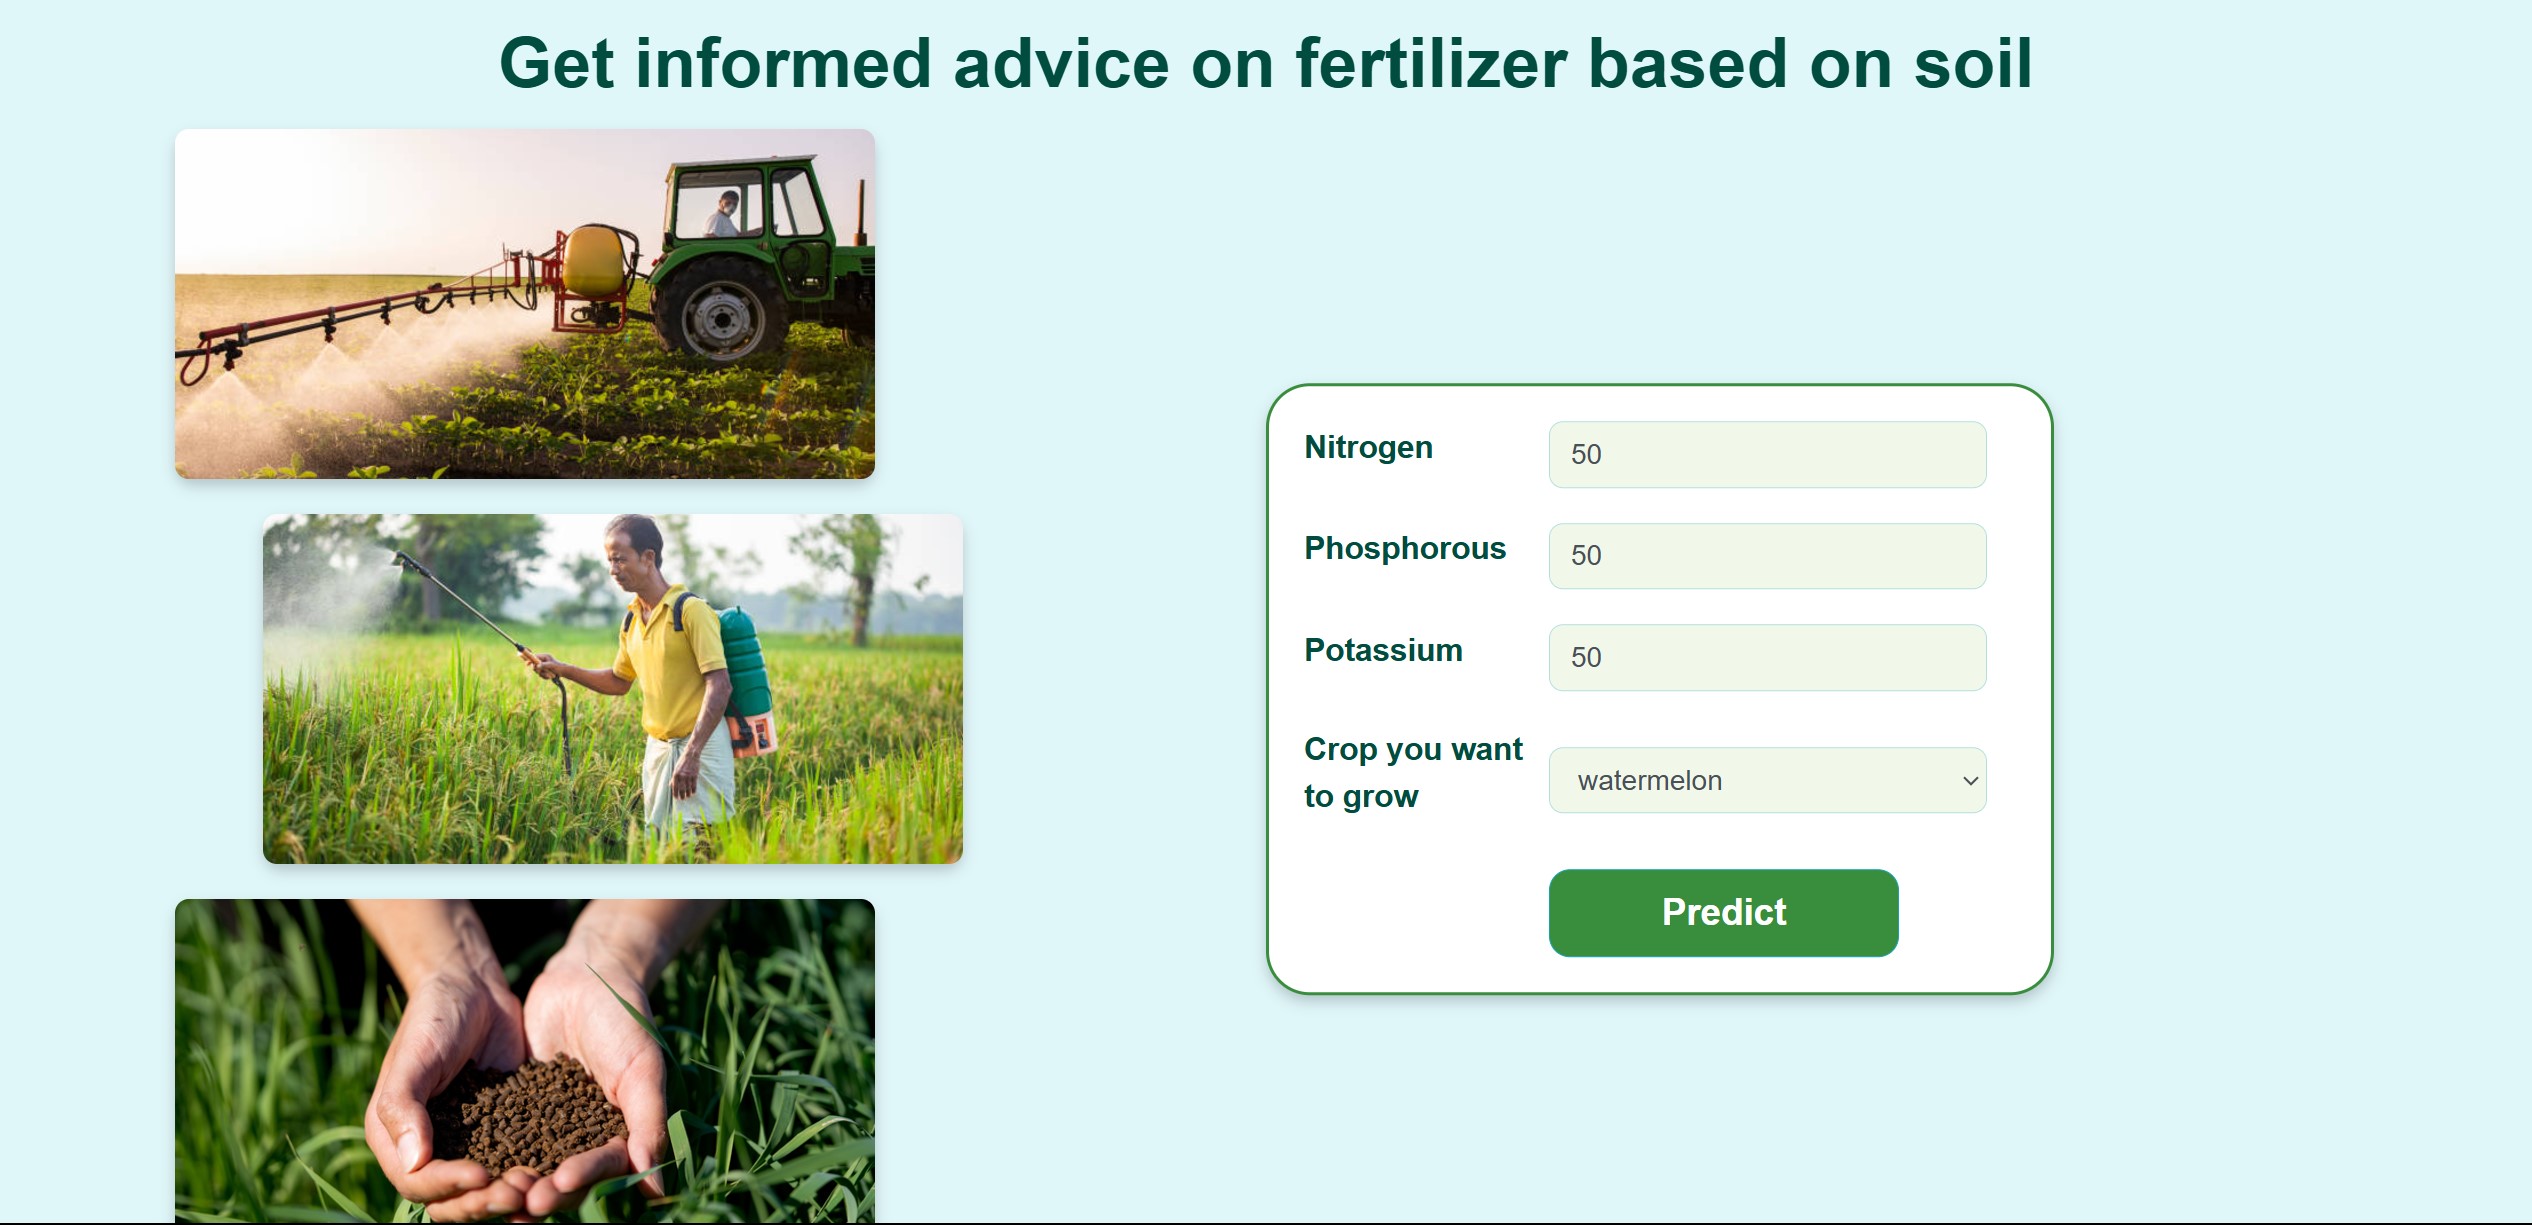 Get informed advice on fertilizer based on soil
Nitrogen
50
Phosphorous
50
Potassium
50
Crop you want
to grow
watermelon
Predict